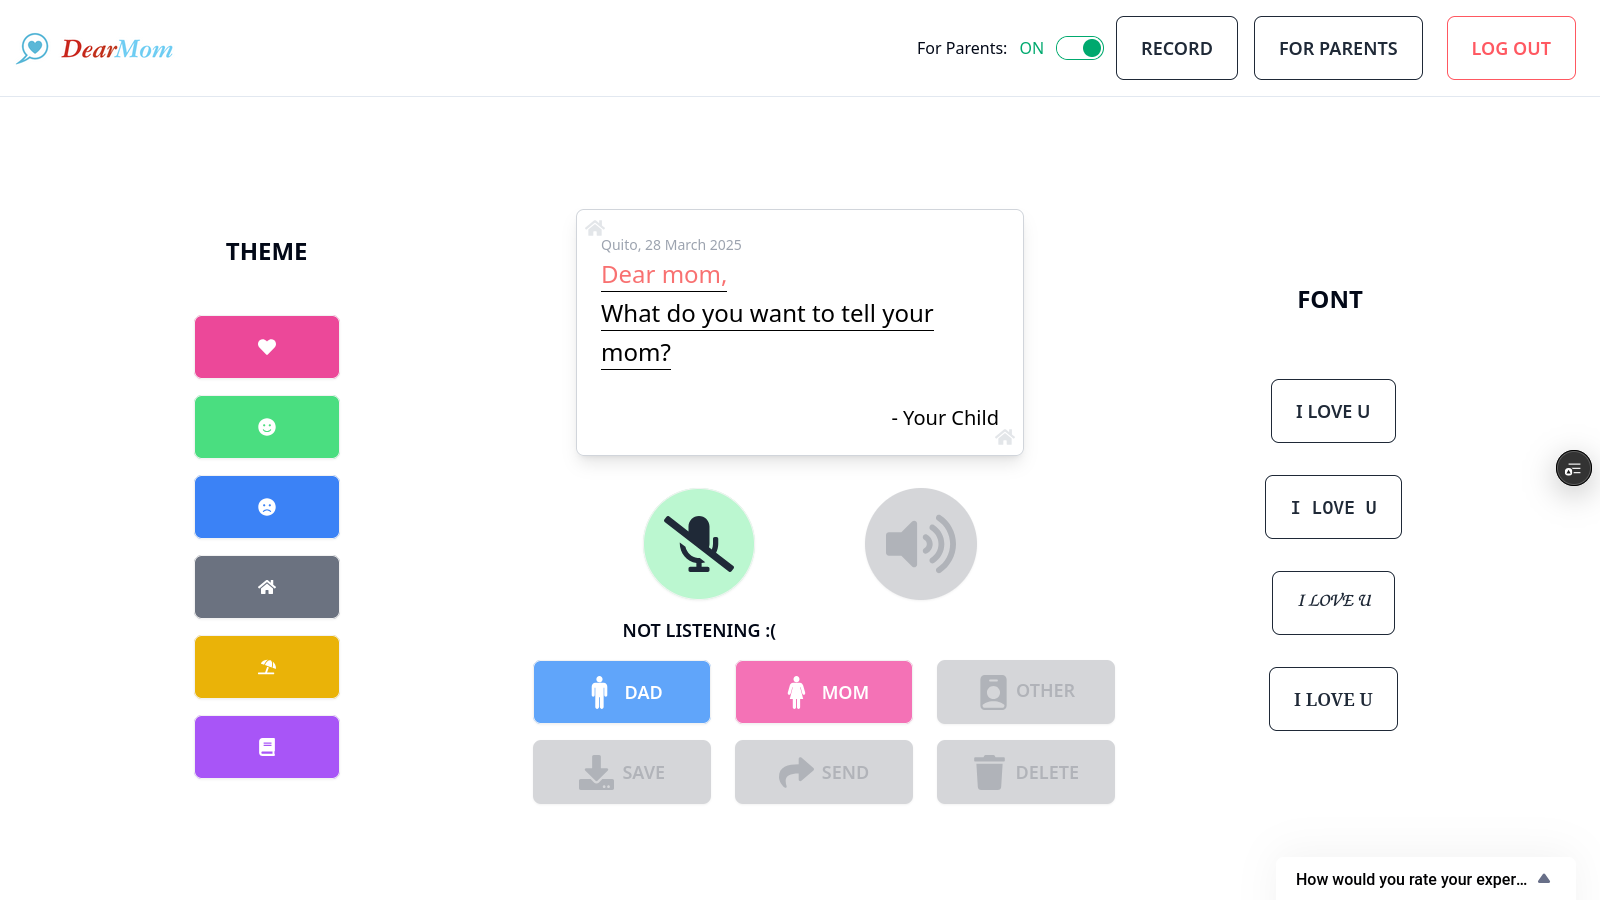 DearMom
For Parents: ON
RECORD
FOR PARENTS
LOG OUT
THEME
Quito, 28 March 2025
Dear mom,
What do you want to tell your
mom?
- Your Child
NOT LISTENING :(
DAD
MOM
OTHER
SAVE
SEND
DELETE
FONT
I LOVE U
I LOVE U
I LOVE U
I LOVE U
How would you rate your exper...